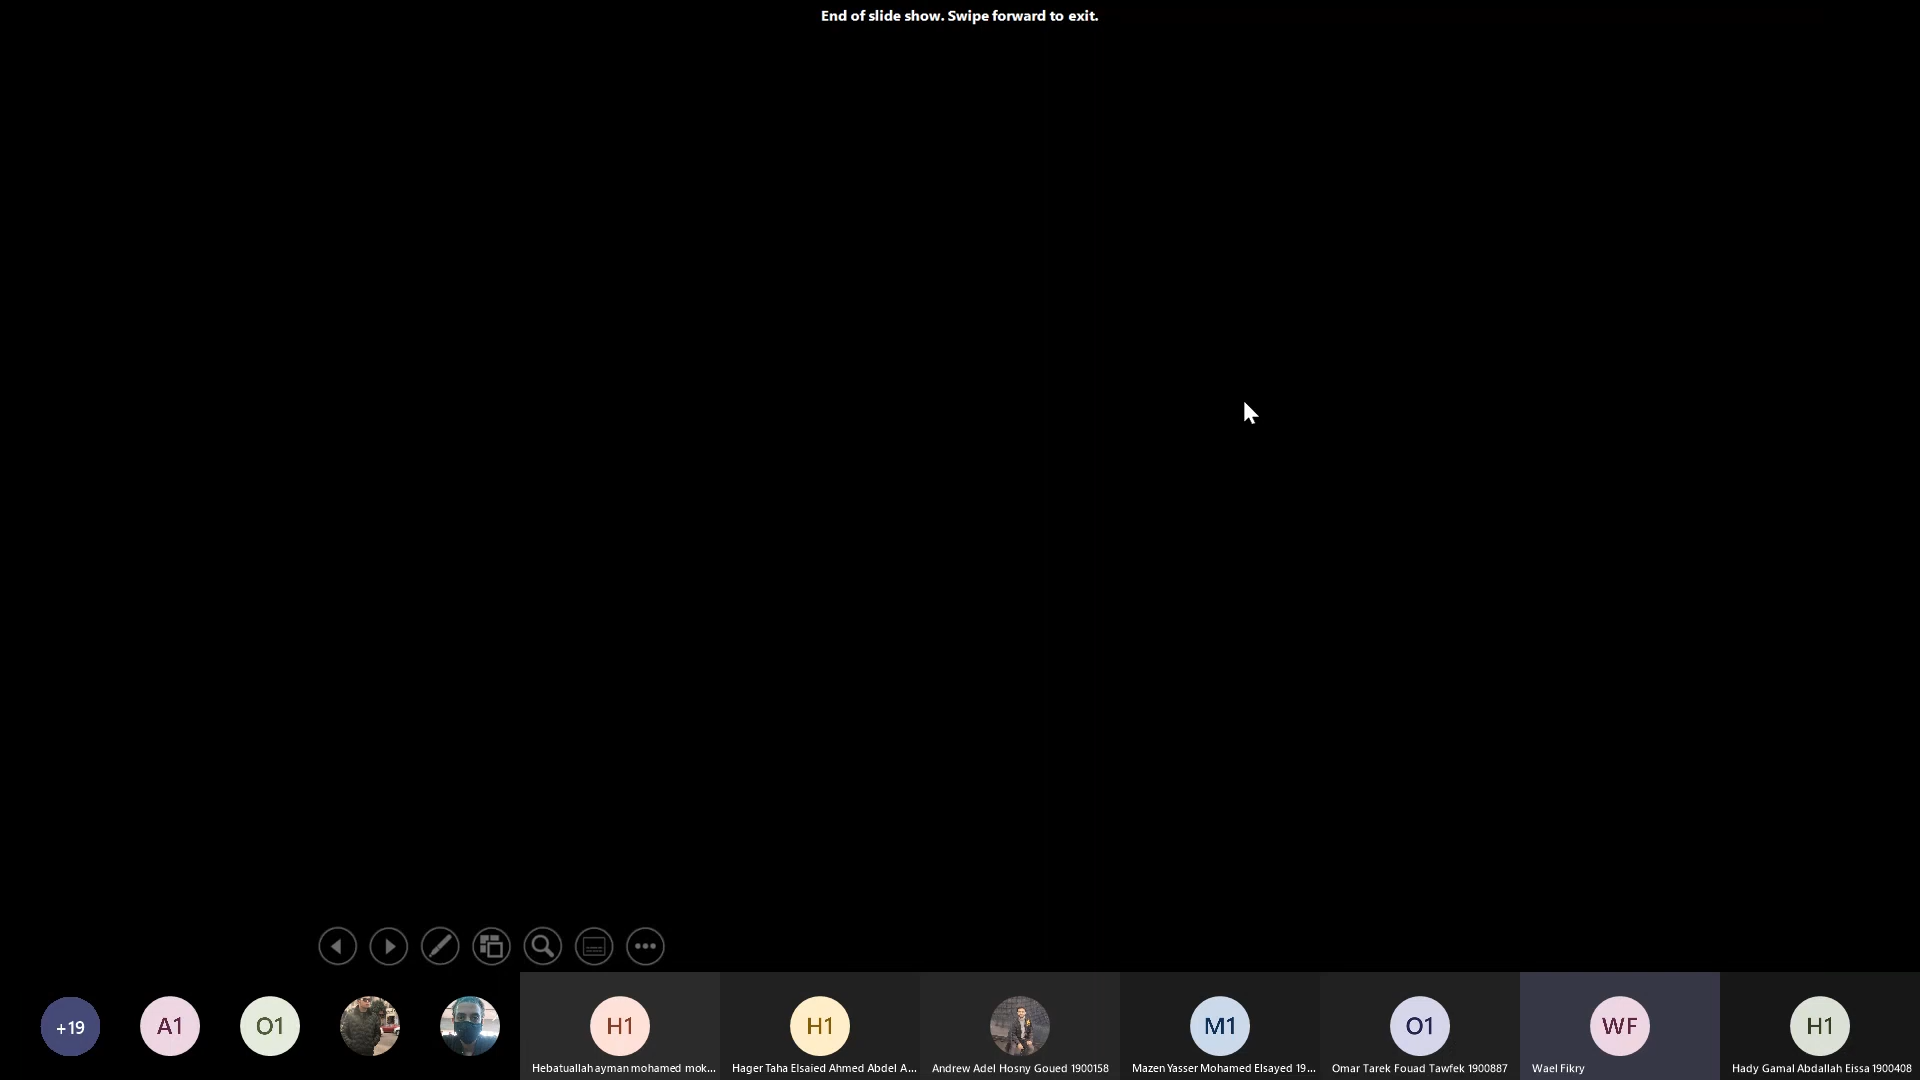 End of slide show. Swipe forward to exit.
+19
A1
O1
H1
H1
M1
O1
WF
H1
Hebatuallah ayman mohamed mok...
Hager Taha Elsaied Ahmed Abdel A...
Andrew Adel Hosny Goued 1900158
Mazen Yasser Mohamed Elsayed 19...
Omar Tarek Fouad Tawfek 1900887
Wael Fikry
Hady Gamal Abdallah Eissa 1900408